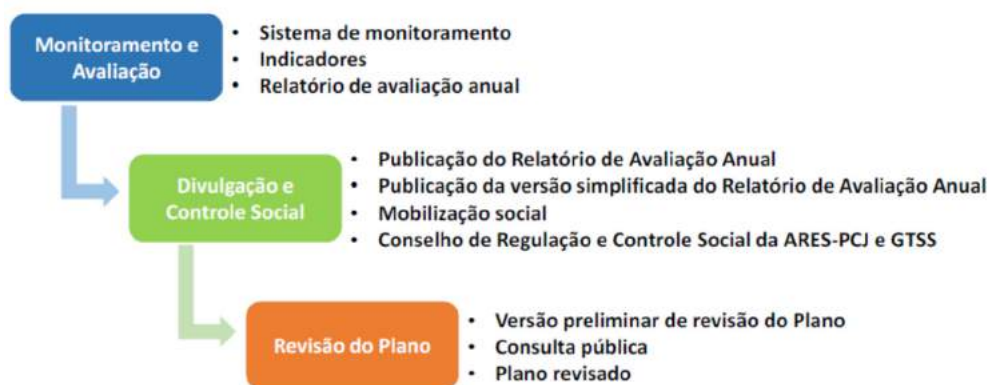 Monitoramento e
Avaliação
• Sistema de monitoramento
• Indicadores
• Relatório de avaliação anual
Divulgação e
Controle Social
• Publicação do Relatório de Avaliação Anual
• Publicação da versão simplificada do Relatório de Avaliação Anual
• Mobilização social
• Conselho de Regulação e Controle Social da ARES-PCJ e GTSS
Revisão do Plano
• Versão preliminar de revisão do Plano
• Consulta pública
• Plano revisado